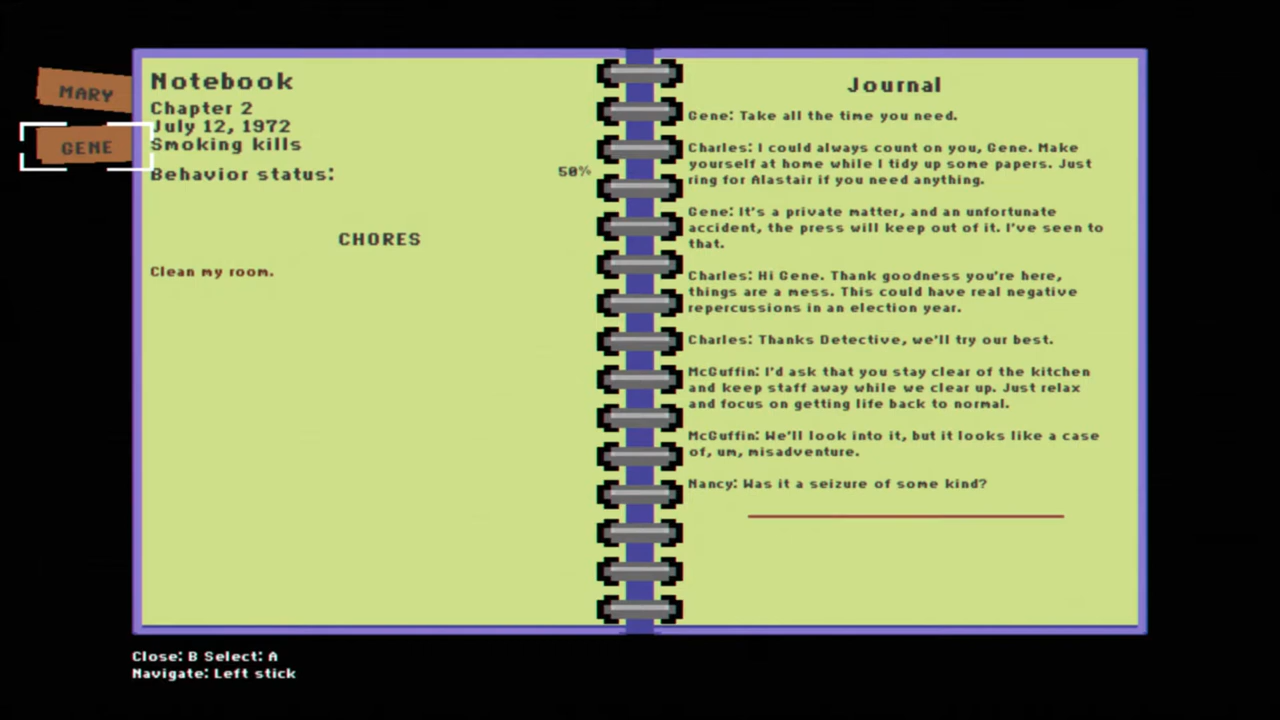 MARY
GENE
Notebook
Chapter 2
July 12, 1972
Smoking kills
Behavior status:
50%
CHORES
Clean my room.
Journal
Gene: Take all the time you need.
Charles: I could always count on you, Gene. Make
yourself at home while I tidy up some papers. Just
ring for Alastair if you need anything.
Gene: It's a private matter, and an unfortunate
accident, the press will keep out of it. I've seen to
that.
Charles: Hi Gene. Thank goodness you're here,
things are a mess. This could have real negative
repercussions in an election year.
Charles: Thanks Detective, we'll try our best.
McGuffin: I'd ask that you stay clear of the kitchen
and keep staff away while we clear up. Just relax
and focus on getting life back to normal.
McGuffin: We'll look into it, but it looks like a case
of, um, misadventure.
Nancy: Was it a seizure of some kind?
Close: B Select: A
Navigate: Left stick